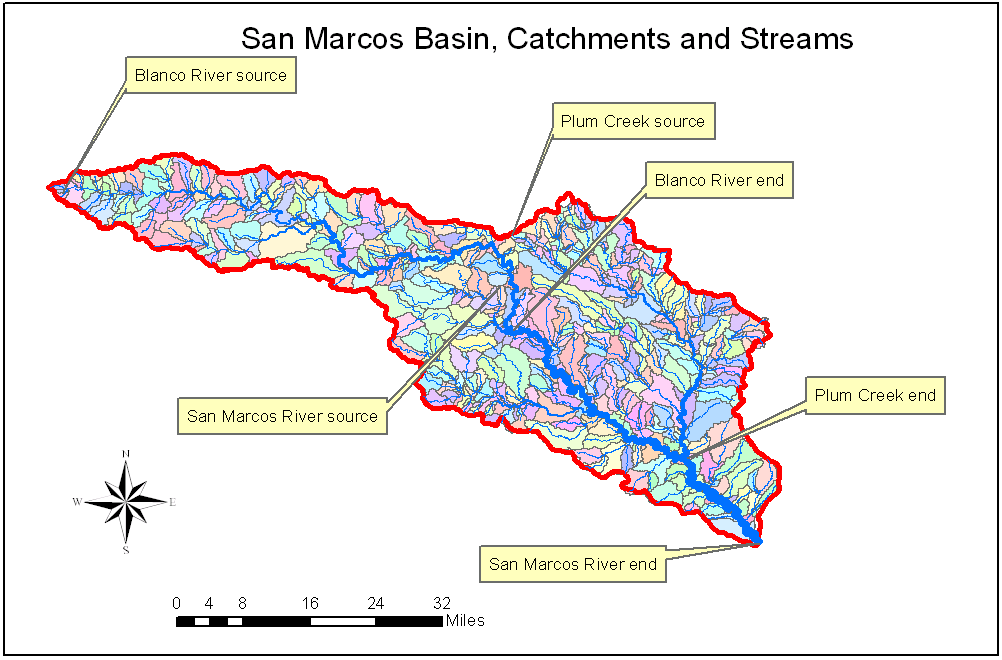 San Marcos Basin, Catchments and Streams
Blanco River source
Plum Creek source
Blanco River end
Plum Creek end
San Marcos River source
N
W E
S
San Marcos River end
0 4 8 16 24 32
Miles